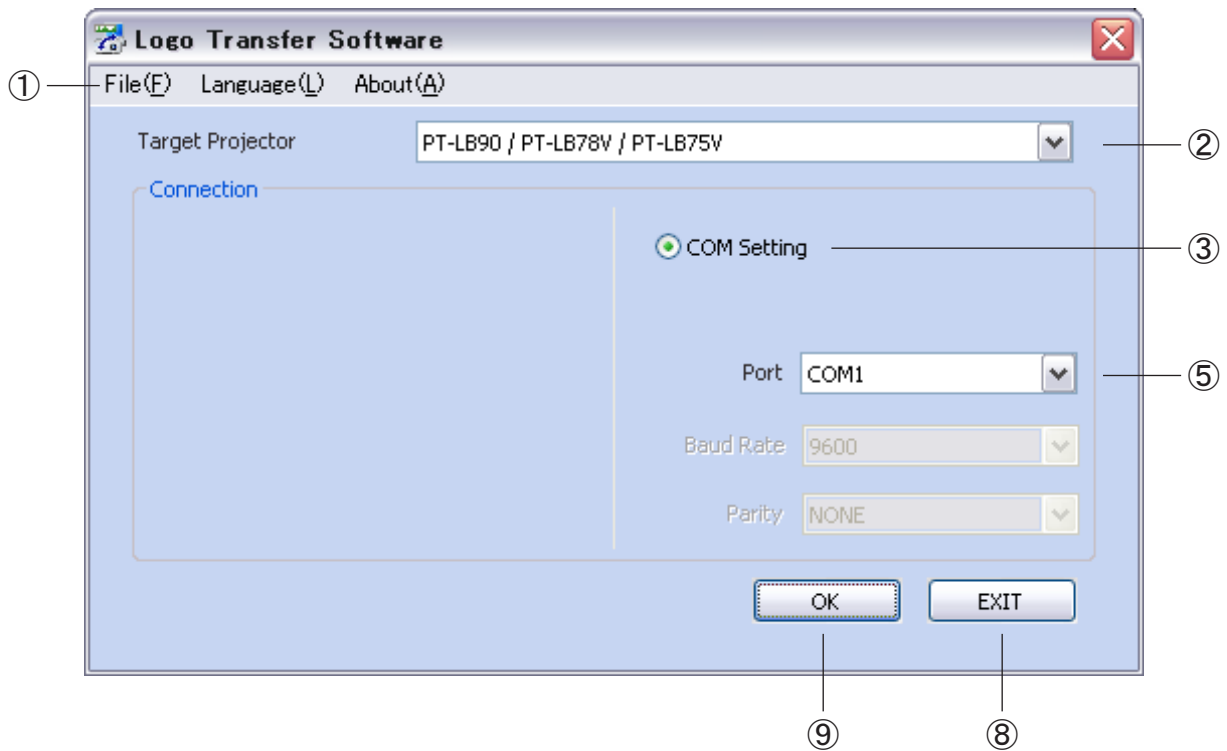 Logo Transfer Software
① File(F) Language(L) About(A)
Target Projector PT-LB90 / PT-LB78V / PT-LB75V ②
Connection
COM Setting ③
Port COM1 ⑤
Baud Rate 9600
Parity NONE
OK EXIT
⑨ ⑧